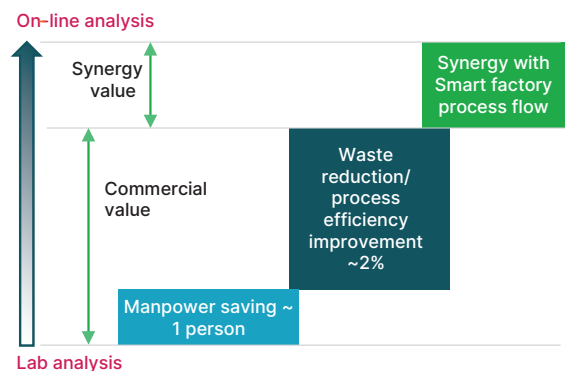 On-line analysis
Synergy
value
Synergy with
Smart factory
process flow
Waste
reduction/
process
efficiency
improvement
~2%
Commercial
value
Manpower saving ~
1 person
Lab analysis